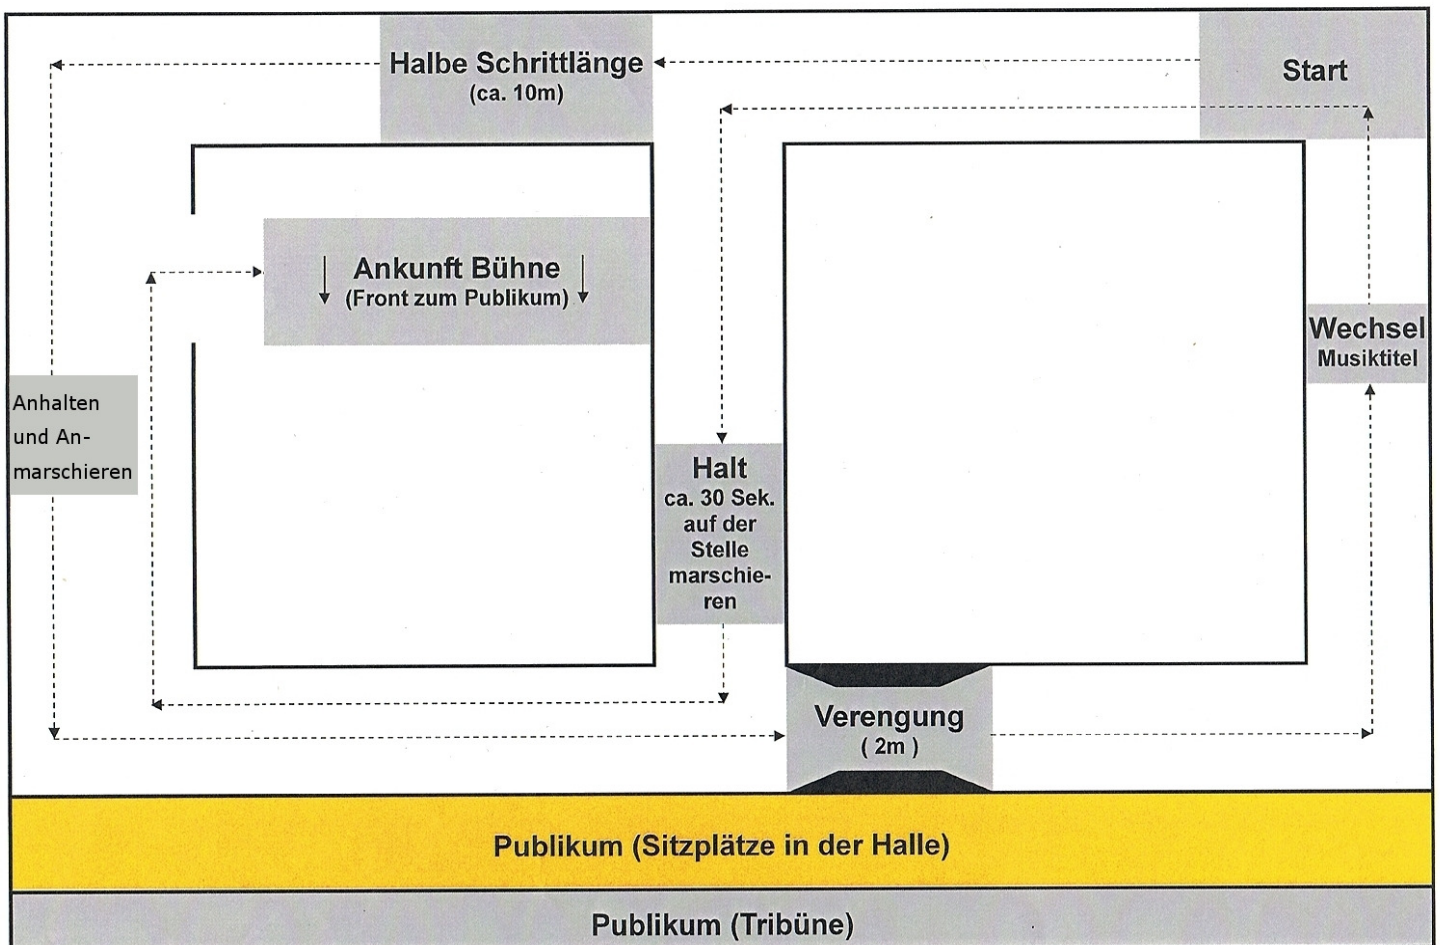 Halbe Schrittlänge
(ca. 10m)
Start
Ankunft Bühne
(Front zum Publikum)
Wechsel
Musiktitel
Anhalten
und An-
marschieren
Halt
ca. 30 Sek.
auf der
Stelle
marschie-
ren
Verengung
( 2m )
Publikum (Sitzplätze in der Halle)
Publikum (Tribüne)